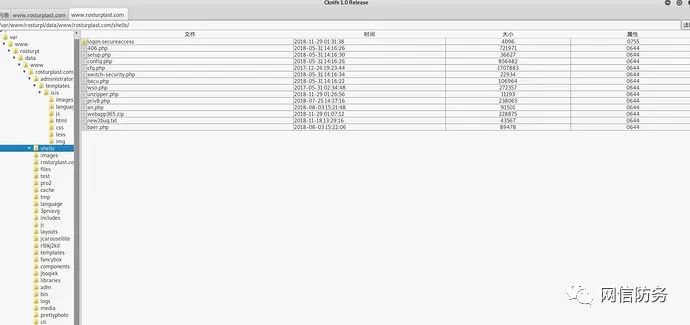 Cknife 1.0 Release
列表 www.rosturplast.com www.rosturplast.com
/var/www/rosturpl/data/www/rosturplast.com/shells/
文件 时间 大小 属性
logon.secureaccess 2018-11-29 01:31:38 4096 0755
406.php 2018-05-31 14:16:26 721971 0644
setup.php 2018-05-31 14:16:30 36627 0644
config.php 2018-05-31 14:16:26 856482 0644
cfg.php 2017-12-26 19:23:44 1707883 0644
switch-security.php 2018-05-31 14:16:34 22934 0644
bacu.php 2018-05-31 14:16:22 106964 0644
wso.php 2017-05-31 02:34:48 272357 0644
unzipper.php 2018-11-29 01:26:56 11193 0644
priv8.php 2018-07-25 14:27:16 238065 0644
an.php 2018-08-03 15:21:48 91501 0644
webapp365.zip 2018-11-29 01:07:12 228875 0644
new2bug.txt 2018-11-18 13:29:16 43567 0644
baer.php 2018-08-03 15:22:06 89478 0644
var
www
rosturpl
data
www
rosturplast.com
administrator
templates
isis
images
language
js
html
css
less
img
shells
images
rosturplast.co
files
test
pro2
cache
tmp
language
3prvavg
includes
jc
layouts
jcarousellite
rlbkj2xd
templates
fancybox
components
jboqlek
libraries
adm
bin
logs
media
prettyphoto
cli
网信防务